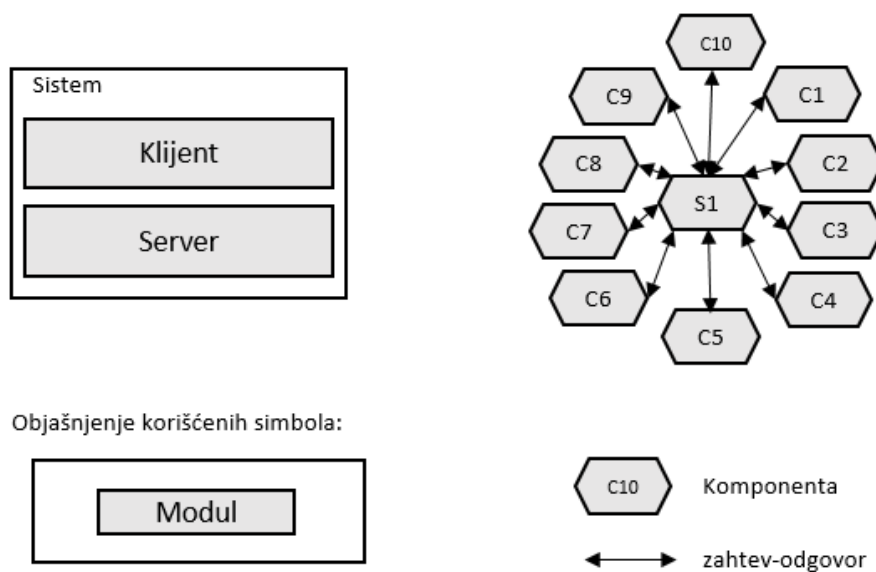 Sistem
Klijent
Server
C10
C9
C1
C8
C2
S1
C7
C3
C6
C4
C5
Objašnjenje korišćenih simbola:
Modul
C10
Komponenta
zahtev-odgovor